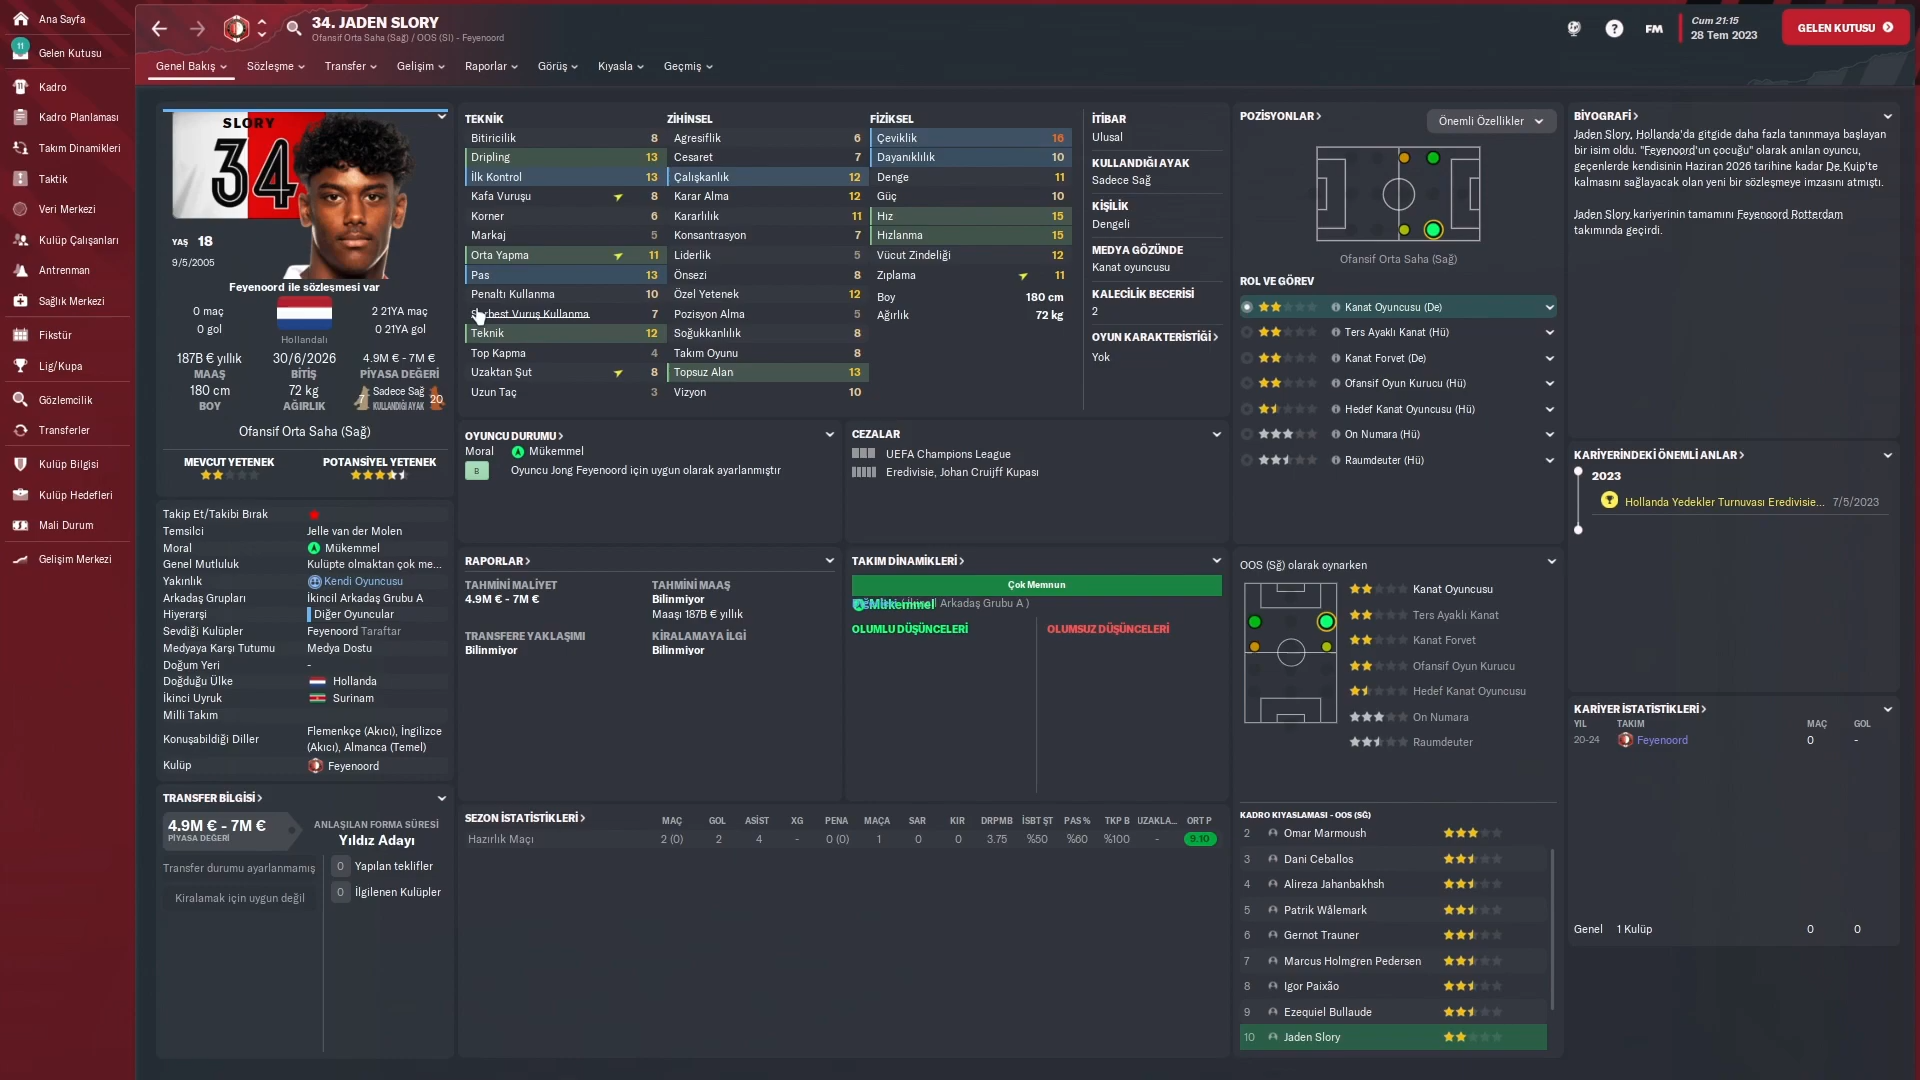 Ana Sayfa
11
Gelen Kutusu
Kadro
Kadro Planlaması
Takım Dinamikleri
Taktik
Veri Merkezi
Kulüp Çalışanları
Antrenman
Sağlık Merkezi
Fikstür
Lig/Kupa
Gözlemcilik
Transferler
Kulüp Bilgisi
Kulüp Hedefleri
Mali Durum
Gelişim Merkezi
34. JADEN SLORY
Ofansif Orta Saha (Sağ) / OOS (Sl) - Feyenoord
FM
Cum 21:15
28 Tem 2023
GELEN KUTUSU
Genel Bakış Sözleşme Transfer Gelişim Raporlar Görüş Kıyasla Geçmiş
SLORY
34
YAŞ 18
9/5/2005
Feyenoord ile sözleşmesi var
0 maç
0 gol
Hollandalı
2 21YA maç
0 21YA gol
187B € yıllık
MAAŞ
30/6/2026
BİTİŞ
4.9M € - 7M €
PİYASA DEĞERİ
180 cm
BOY
72 kg
AĞIRLIK
7 Sadece Sağ 20
KULLANDIĞI AYAK
Ofansif Orta Saha (Sağ)
MEVCUT YETENEK
POTANSİYEL YETENEK
Takip Et/Takibi Bırak
Temsilci Jelle van der Molen
Moral Mükemmel
Genel Mutluluk Kulüpte olmaktan çok me...
Yakınlık Kendi Oyuncusu
Arkadaş Grupları İkincil Arkadaş Grubu A
Hiyerarşi Diğer Oyuncular
Sevdiği Kulüpler Feyenoord Taraftar
Medyaya Karşı Tutumu Medya Dostu
Doğum Yeri -
Doğduğu Ülke Hollanda
İkinci Uyruk Surinam
Milli Takım
Konuşabildiği Diller Flemenkçe (Akıcı), İngilizce (Akıcı), Almanca (Temel)
Kulüp Feyenoord
TRANSFER BİLGİSİ
4.9M € - 7M €
PİYASA DEĞERİ
ANLAŞILAN FORMA SÜRESİ
Yıldız Adayı
Transfer durumu ayarlanmamış
Kiralamak için uygun değil
0 Yapılan teklifler
0 İlgilenen Kulüpler
TEKNİK
Bitiricilik 8
Dripling 13
İlk Kontrol 13
Kafa Vuruşu 8
Korner 6
Markaj 5
Orta Yapma 11
Pas 13
Penaltı Kullanma 10
Serbest Vuruş Kullanma 7
Teknik 12
Top Kapma 4
Uzaktan Şut 8
Uzun Taç 3
ZİHİNSEL
Agresiflik 6
Cesaret 7
Çalışkanlık 12
Karar Alma 12
Kararlılık 11
Konsantrasyon 7
Liderlik 5
Önsezi 8
Özel Yetenek 12
Pozisyon Alma 5
Soğukkanlılık 8
Takım Oyunu 8
Topsuz Alan 13
Vizyon 10
FİZİKSEL
Çeviklik 16
Dayanıklılık 10
Denge 11
Güç 10
Hız 15
Hızlanma 15
Vücut Zindeliği 12
Zıplama 11
Boy 180 cm
Ağırlık 72 kg
İTİBAR
Ulusal
KULLANDIĞI AYAK
Sadece Sağ
KİŞİLİK
Dengeli
MEDYA GÖZÜNDE
Kanat oyuncusu
KALECİLİK BECERİSİ
2
OYUN KARAKTERİSTİĞİ
Yok
OYUNCU DURUMU
Moral Mükemmel
B Oyuncu Jong Feyenoord için uygun olarak ayarlanmıştır
CEZALAR
UEFA Champions League
Eredivisie, Johan Cruijff Kupası
RAPORLAR
TAHMİNİ MALİYET
4.9M € - 7M €
TAHMİNİ MAAŞ
Bilinmiyor
Maaşı 187B € yıllık
TRANSFERE YAKLAŞIMI
Bilinmiyor
KİRALAMAYA İLGİ
Bilinmiyor
TAKIM DİNAMİKLERİ
Çok Memnun
Mükemmel
Arkadaş Grubu A )
OLUMLU DÜŞÜNCELERİ
OLUMSUZ DÜŞÜNCELERİ
SEZON İSTATİSTİKLERİ MAÇ GOL ASİST XG PENA MAÇA SAR KIR DRPMB İSBT ŞT PAS % TKP B UZAKLA... ORT P
Hazırlık Maçı 2 (0) 2 4 - 0 (0) 1 0 0 3.75 %50 %60 %100 - 9.10
POZİSYONLAR
Önemli Özellikler
Ofansif Orta Saha (Sağ)
ROL VE GÖREV
Kanat Oyuncusu (De)
Ters Ayaklı Kanat (Hü)
Kanat Forvet (De)
Ofansif Oyun Kurucu (Hü)
Hedef Kanat Oyuncusu (Hü)
On Numara (Hü)
Raumdeuter (Hü)
OOS (Sğ) olarak oynarken
Kanat Oyuncusu
Ters Ayaklı Kanat
Kanat Forvet
Ofansif Oyun Kurucu
Hedef Kanat Oyuncusu
On Numara
Raumdeuter
KADRO KIYASLAMASI - OOS (SĞ)
2 Omar Marmoush
3 Dani Ceballos
4 Alireza Jahanbakhsh
5 Patrik Wålemark
6 Gernot Trauner
7 Marcus Holmgren Pedersen
8 Igor Paixão
9 Ezequiel Bullaude
10 Jaden Slory
BİYOGRAFİ
Jaden Slory, Hollanda'da gitgide daha fazla tanınmaya başlayan
bir isim oldu. "Feyenoord'un çocuğu" olarak anılan oyuncu,
geçenlerde kendisinin Haziran 2026 tarihine kadar De Kuip'te
kalmasını sağlayacak olan yeni bir sözleşmeye imzasını atmıştı.
Jaden Slory kariyerinin tamamını Feyenoord Rotterdam
takımında geçirdi.
KARİYERİNDEKİ ÖNEMLİ ANLAR
2023
Hollanda Yedekler Turnuvası Eredivisie... 7/5/2023
KARİYER İSTATİSTİKLERİ
YIL TAKIM MAÇ GOL
20-24 Feyenoord 0 -
Genel 1 Kulüp 0 0